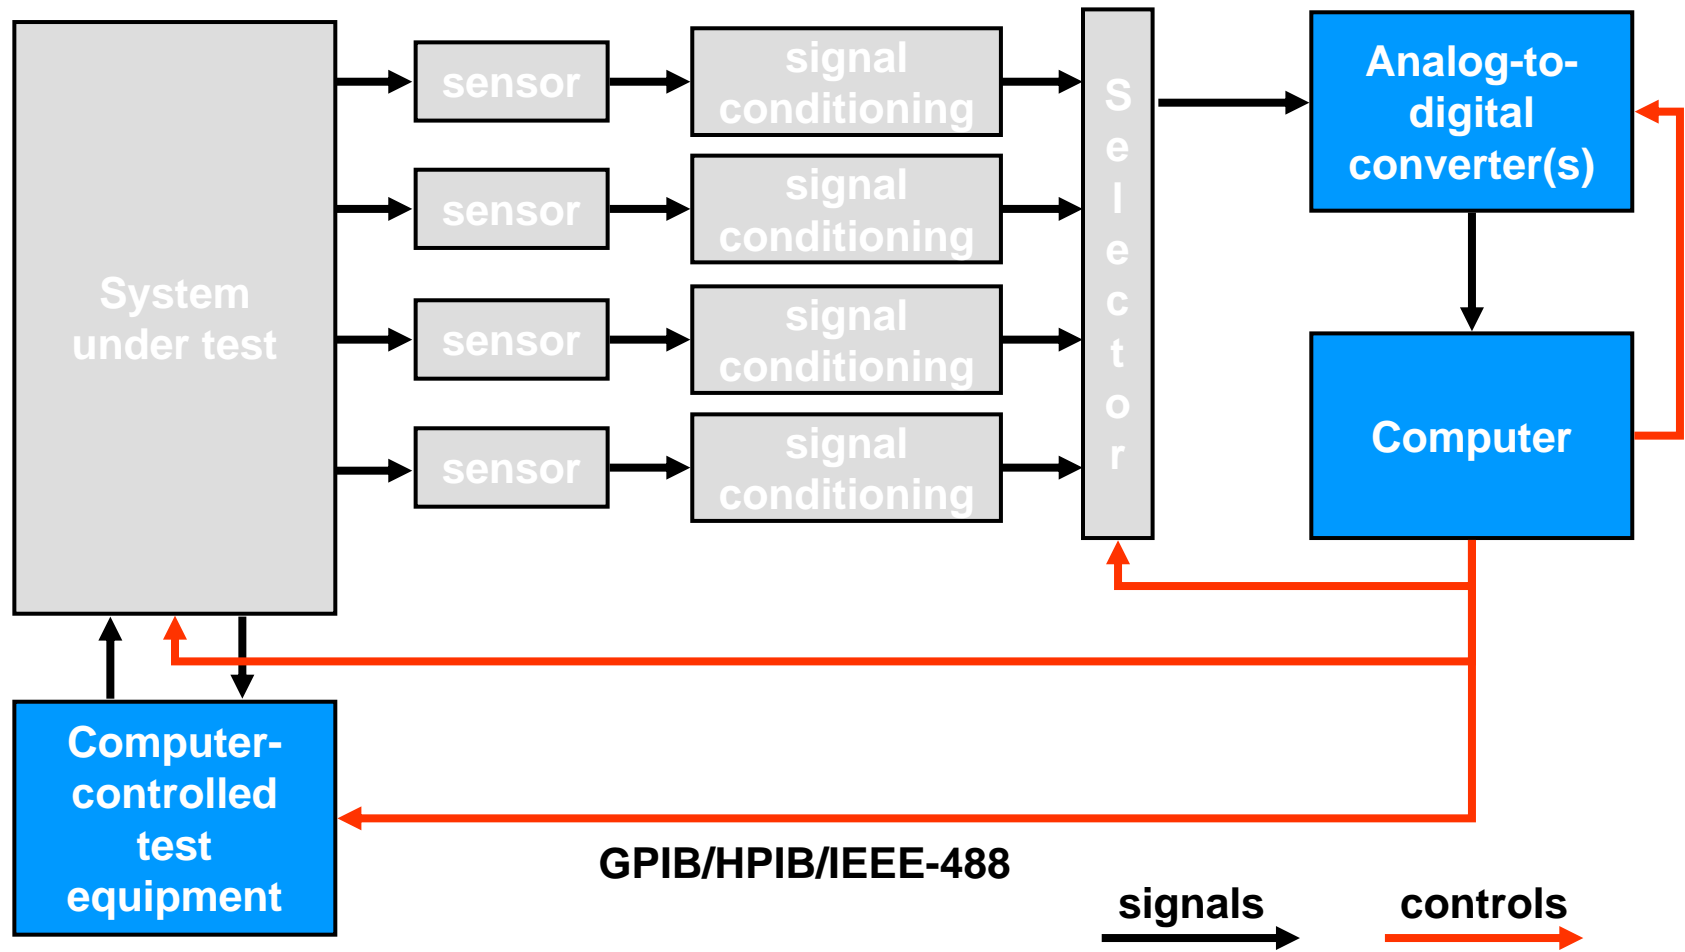 System
under test
sensor
signal
conditioning
sensor
signal
conditioning
sensor
signal
conditioning
sensor
signal
conditioning
S
e
l
e
c
t
o
r
Analog-to-
digital
converter(s)
Computer
Computer-
controlled
test
equipment
GPIB/HPIB/IEEE-488
signals
controls